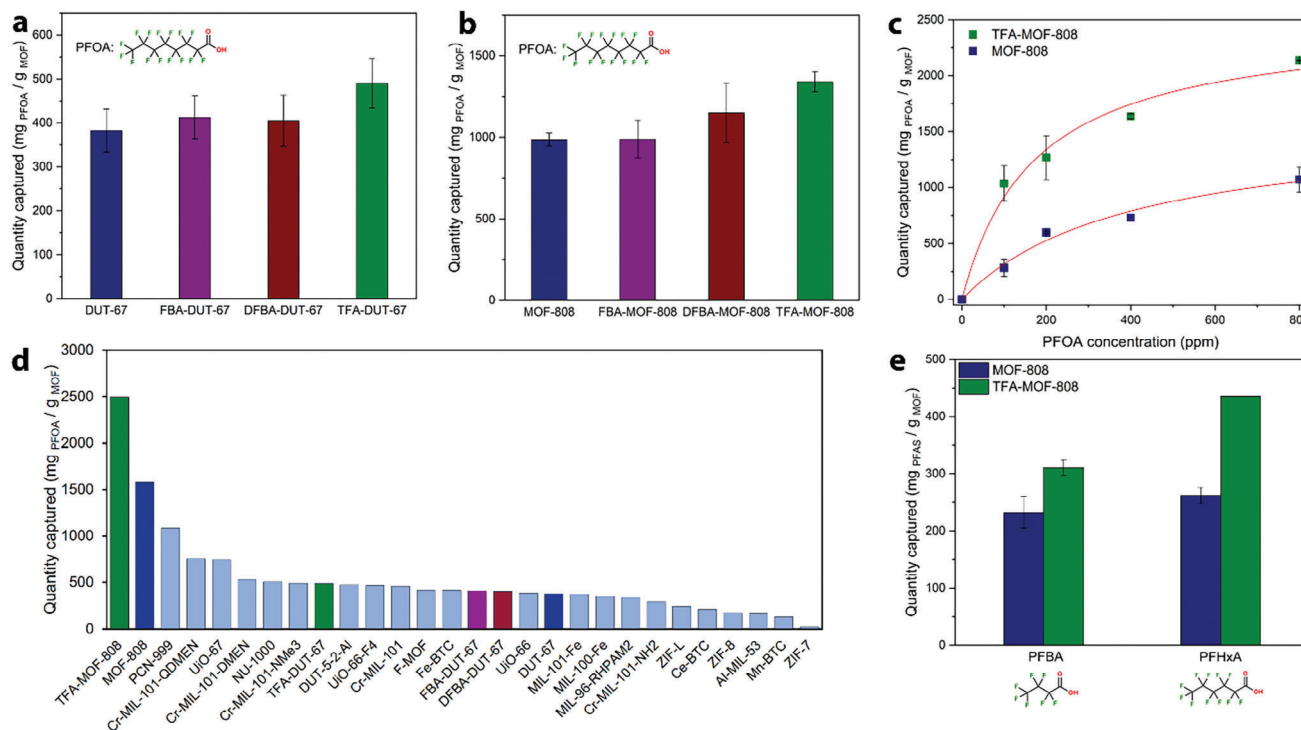 a
PFOA:
F F F F F F F F F F F F F F F O OH
Quantity captured (mg PFOA / g MOF)
600
500
400
300
200
100
0
DUT-67 FBA-DUT-67 DFBA-DUT-67 TFA-DUT-67
b
PFOA:
F F F F F F F F F F F F F F F O OH
Quantity captured (mg PFOA / g MOF)
1500
1000
500
0
MOF-808 FBA-MOF-808 DFBA-MOF-808 TFA-MOF-808
c
TFA-MOF-808
MOF-808
Quantity captured (mg PFOA / g MOF)
2500
2000
1500
1000
500
0
0 200 400 600 800
PFOA concentration (ppm)
d
Quantity captured (mg PFOA / g MOF)
3000
2500
2000
1500
1000
500
0
TFA-MOF-808
MOF-808
PCN-999
Cr-MIL-101-QDMEN
UiO-67
Cr-MIL-101-DMEN
NU-1000
Cr-MIL-101-NMe3
TFA-DUT-67
DUT-5-2-Al
UiO-66-F4
Cr-MIL-101
F-MOF
Fe-BTC
FBA-DUT-67
DFBA-DUT-67
UiO-66
DUT-67
MIL-101-Fe
MIL-100-Fe
MIL-96-RHPAM2
Cr-MIL-101-NH2
ZIF-L
Ce-BTC
ZIF-8
Al-MIL-53
Mn-BTC
ZIF-7
e
MOF-808
TFA-MOF-808
Quantity captured (mg PFAS / g MOF)
500
400
300
200
100
0
PFBA PFHxA
F F F F F F F O OH
F F F F F F F F F F F O OH